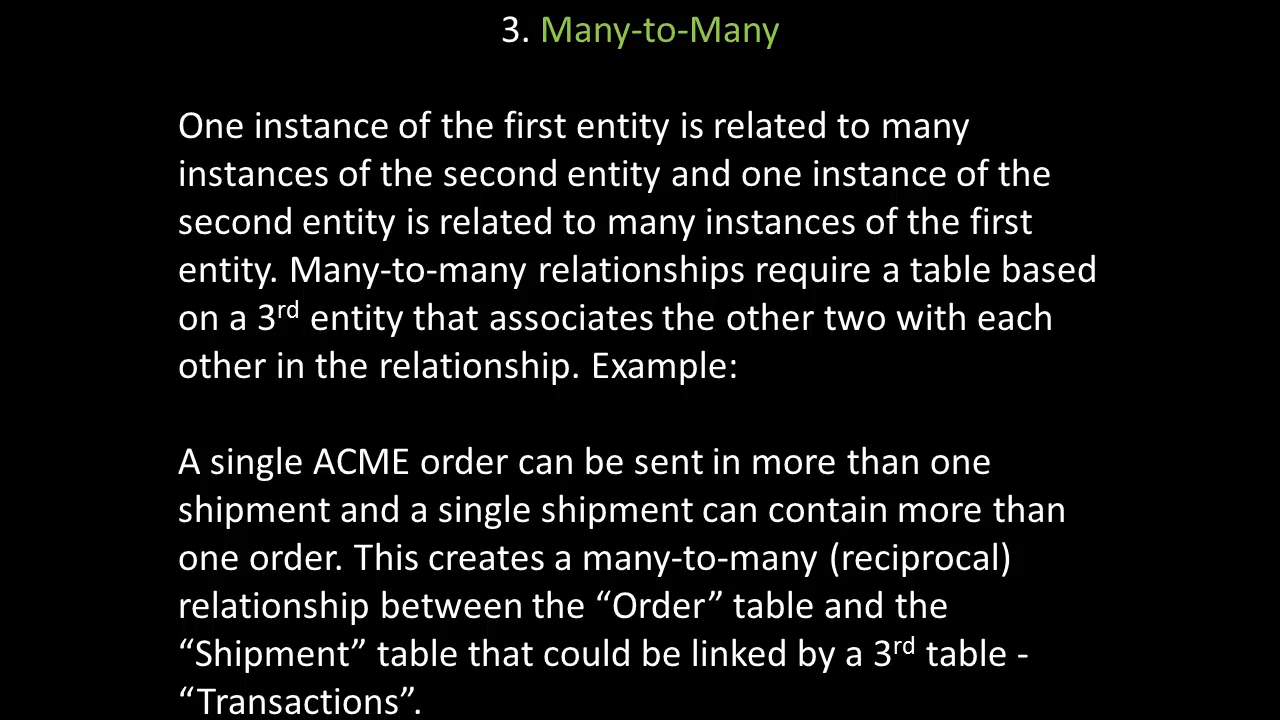 3. Many-to-Many
One instance of the first entity is related to many
instances of the second entity and one instance of the
second entity is related to many instances of the first
entity. Many-to-many relationships require a table based
on a 3rd entity that associates the other two with each
other in the relationship. Example:
A single ACME order can be sent in more than one
shipment and a single shipment can contain more than
one order. This creates a many-to-many (reciprocal)
relationship between the “Order” table and the
“Shipment” table that could be linked by a 3rd table -
“Transactions”.